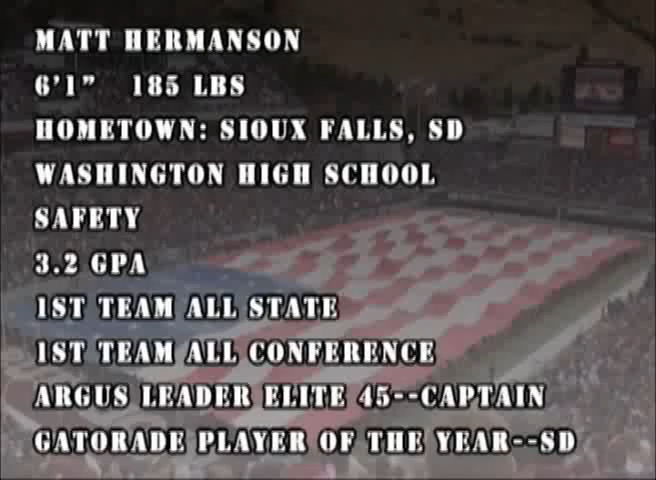 MATT HERMANSON
6'1" 185 LBS
HOMETOWN: SIOUX FALLS, SD
WASHINGTON HIGH SCHOOL
SAFETY
3.2 GPA
1ST TEAM ALL STATE
1ST TEAM ALL CONFERENCE
ARGUS LEADER ELITE 45--CAPTAIN
GATORADE PLAYER OF THE YEAR--SD